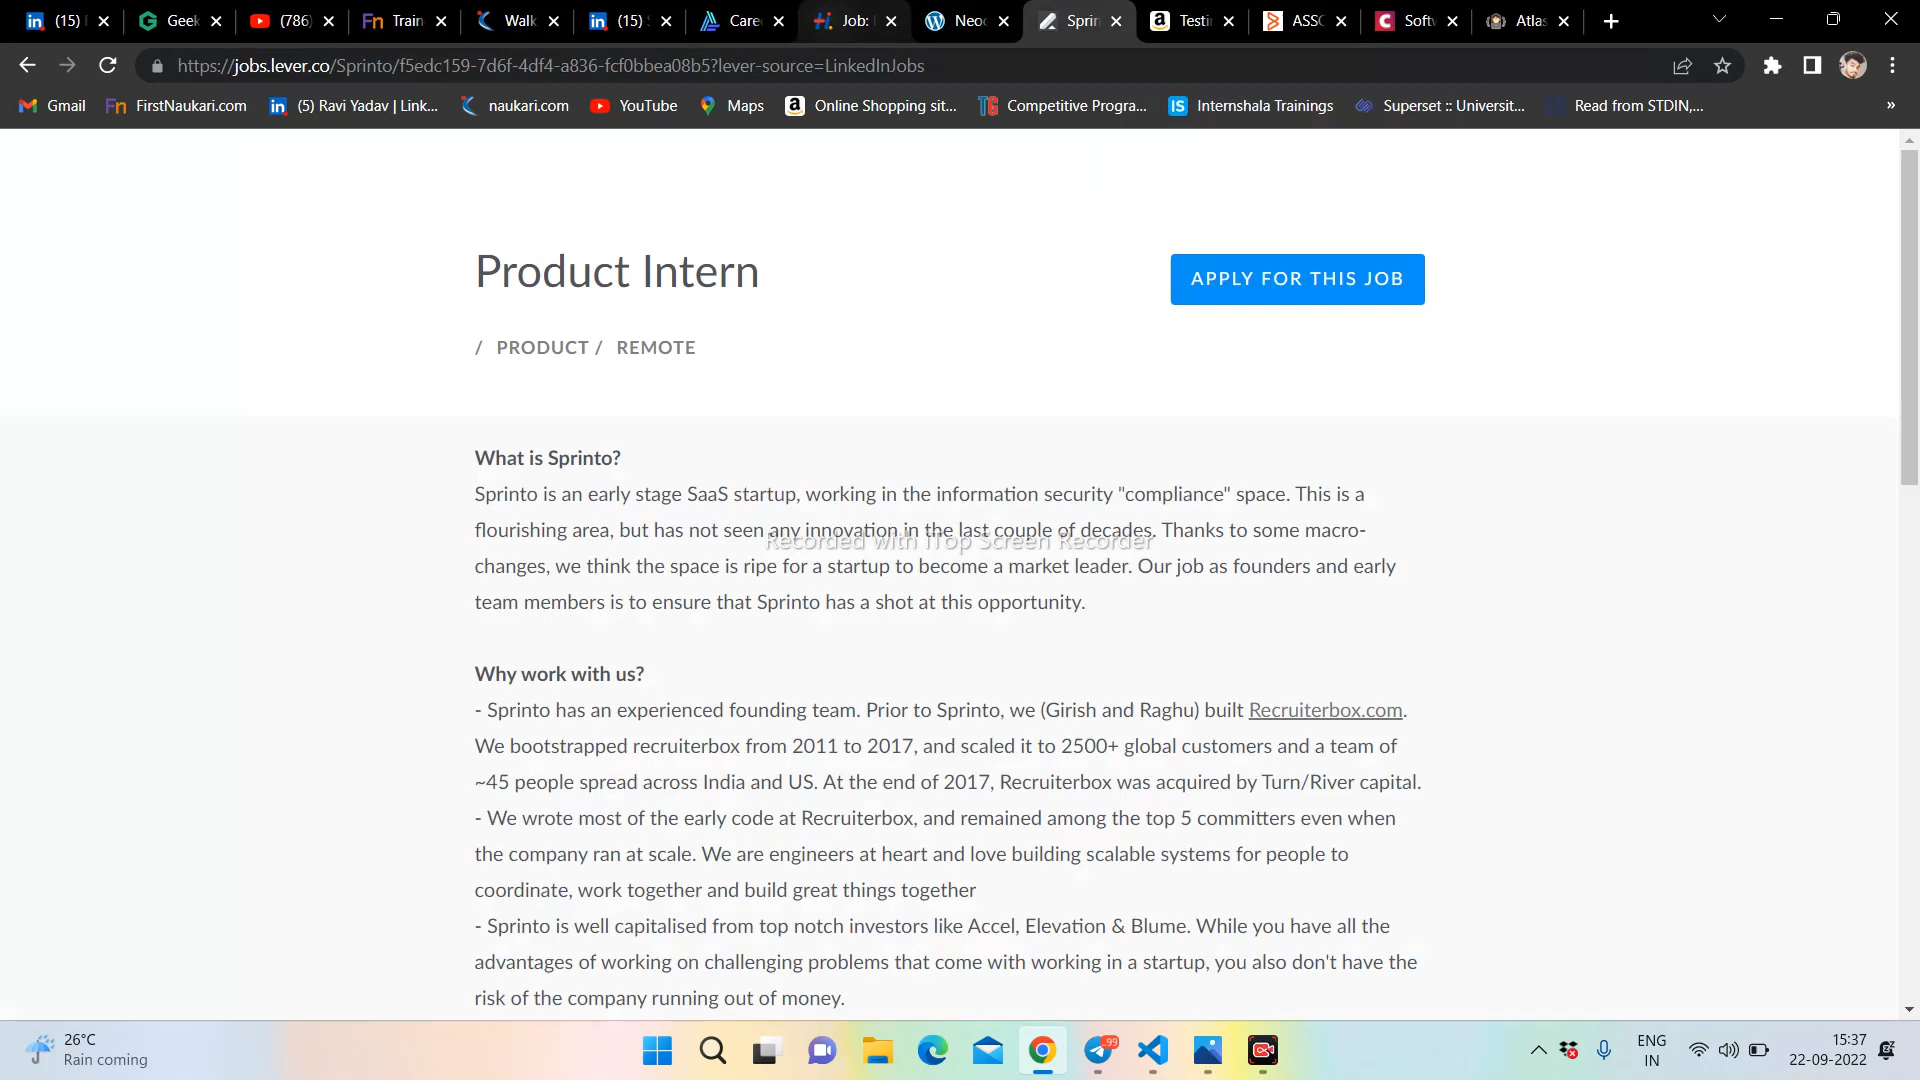 (15)
Geek
(786)
Train
Walk
(15)
Care
Job:
Neo
Sprin
Testi
ASS
Soft
Atlas
https://jobs.lever.co/Sprinto/f5edc159-7d6f-4df4-a836-fcf0bbea08b5?lever-source=LinkedInJobs
Gmail
FirstNaukari.com
(5) Ravi Yadav | Link...
naukari.com
YouTube
Maps
Online Shopping sit...
Competitive Progra...
Internshala Trainings
Superset :: Universit...
Read from STDIN,...
Product Intern
APPLY FOR THIS JOB
/ PRODUCT / REMOTE
What is Sprinto?
Sprinto is an early stage SaaS startup, working in the information security "compliance" space. This is a
flourishing area, but has not seen any innovation in the last couple of decades. Thanks to some macro-
Recorded with iTop Screen Recorder
changes, we think the space is ripe for a startup to become a market leader. Our job as founders and early
team members is to ensure that Sprinto has a shot at this opportunity.
Why work with us?
- Sprinto has an experienced founding team. Prior to Sprinto, we (Girish and Raghu) built Recruiterbox.com.
We bootstrapped recruiterbox from 2011 to 2017, and scaled it to 2500+ global customers and a team of
~45 people spread across India and US. At the end of 2017, Recruiterbox was acquired by Turn/River capital.
- We wrote most of the early code at Recruiterbox, and remained among the top 5 committers even when
the company ran at scale. We are engineers at heart and love building scalable systems for people to
coordinate, work together and build great things together
- Sprinto is well capitalised from top notch investors like Accel, Elevation & Blume. While you have all the
advantages of working on challenging problems that come with working in a startup, you also don't have the
risk of the company running out of money.
26°C
Rain coming
99
ENG
IN
15:37
22-09-2022